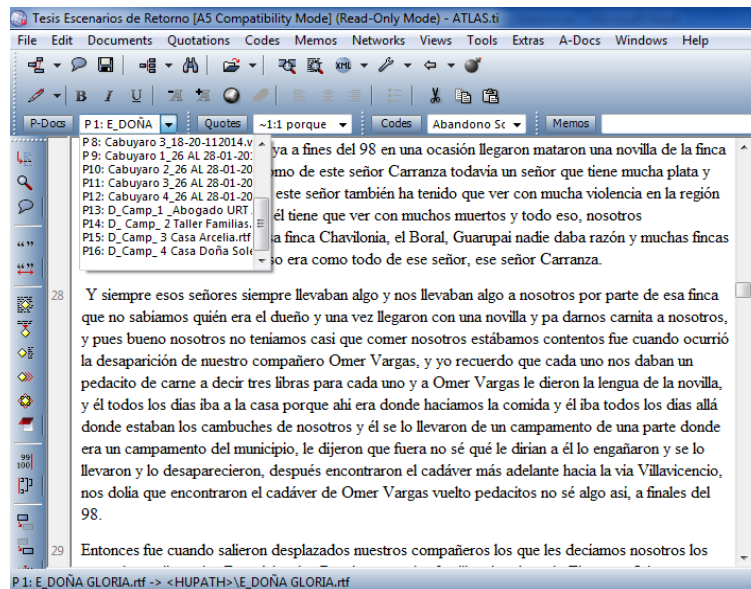 Tesis Escenarios de Retorno [A5 Compatibility Mode] (Read-Only Mode) - ATLAS.ti
File Edit Documents Quotations Codes Memos Networks Views Tools Extras A-Docs Windows Help
XML
B I U
P-Docs P 1: E_DOÑA Quotes ~1:1 porque Codes Abandono Sc Memos
P 8: Cabuyaro 3_18-20-112014.v
P 9: Cabuyaro 1_26 AL 28-01-20
P10: Cabuyaro 2_26 AL 28-01-20
P11: Cabuyaro 3_26 AL 28-01-20
P12: Cabuyaro 4_26 AL 28-01-20
P13: D_Camp_1 _Abogado URT
P14: D_ Camp_ 2 Taller Familias.
P15: D_Camp_ 3 Casa Arcelia.rtf
P16: D_Camp_ 4 Casa Doña Sole
ya a fines del 98 en una ocasión llegaron mataron una novilla de la finca
omo de este señor Carranza todavia un señor que tiene mucha plata y
este señor también ha tenido que ver con mucha violencia en la región
él tiene que ver con muchos muertos y todo eso, nosotros
sa finca Chavilonia, el Boral, Guarupai nadie daba razón y muchas fincas
so era como todo de ese señor, ese señor Carranza.
28 Y siempre esos señores siempre llevaban algo y nos llevaban algo a nosotros por parte de esa finca
que no sabiamos quién era el dueño y una vez llegaron con una novilla y pa darnos carnita a nosotros,
y pues bueno nosotros no teniamos casi que comer nosotros estábamos contentos fue cuando ocurrió
la desaparición de nuestro compañero Omer Vargas, y yo recuerdo que cada uno nos daban un
pedacito de carne a decir tres libras para cada uno y a Omer Vargas le dieron la lengua de la novilla,
y él todos los dias iba a la casa porque ahi era donde haciamos la comida y él iba todos los dias allá
donde estaban los cambuches de nosotros y él se lo llevaron de un campamento de una parte donde
era un campamento del municipio, le dijeron que fuera no sé qué le dirian a él lo engañaron y se lo
llevaron y lo desaparecieron, después encontraron el cadáver más adelante hacia la via Villavicencio,
nos dolia que encontraron el cadáver de Omer Vargas vuelto pedacitos no sé algo asi, a finales del
98.
29 Entonces fue cuando salieron desplazados nuestros compañeros los que les deciamos nosotros los
P 1: E_DOÑA GLORIA.rtf -> <HUPATH>\E_DOÑA GLORIA.rtf